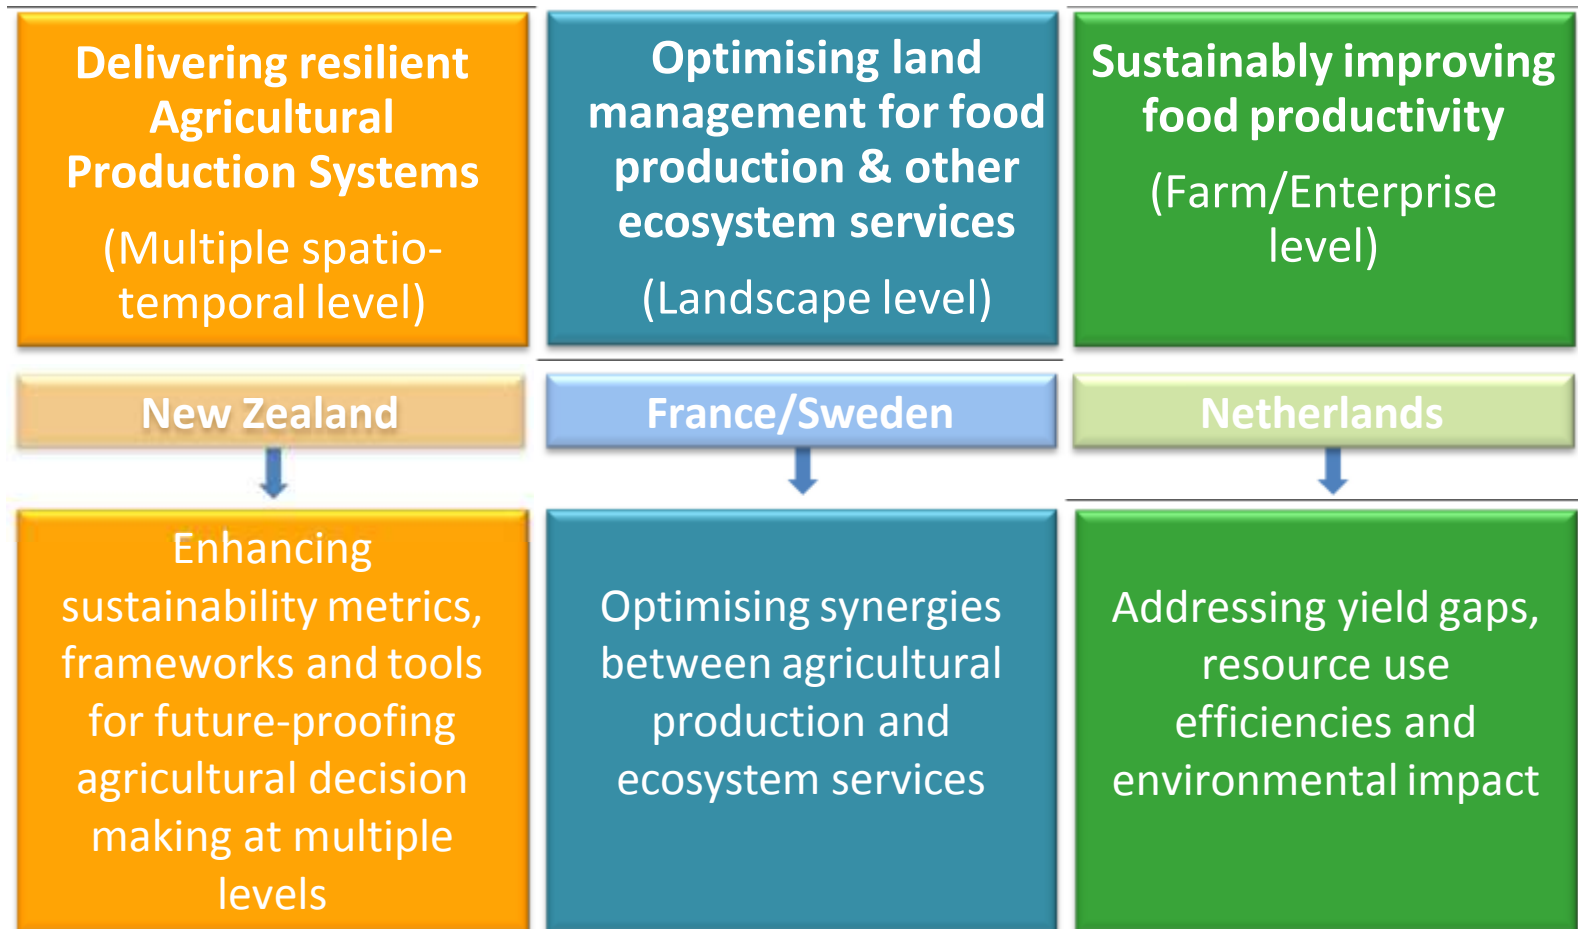 Delivering resilient
Agricultural
Production Systems
(Multiple spatio-
temporal level)
Optimising land
management for food
production & other
ecosystem services
(Landscape level)
Sustainably improving
food productivity
(Farm/Enterprise
level)
New Zealand
France/Sweden
Netherlands
Enhancing
sustainability metrics,
frameworks and tools
for future-proofing
agricultural decision
making at multiple
levels
Optimising synergies
between agricultural
production and
ecosystem services
Addressing yield gaps,
resource use
efficiencies and
environmental impact